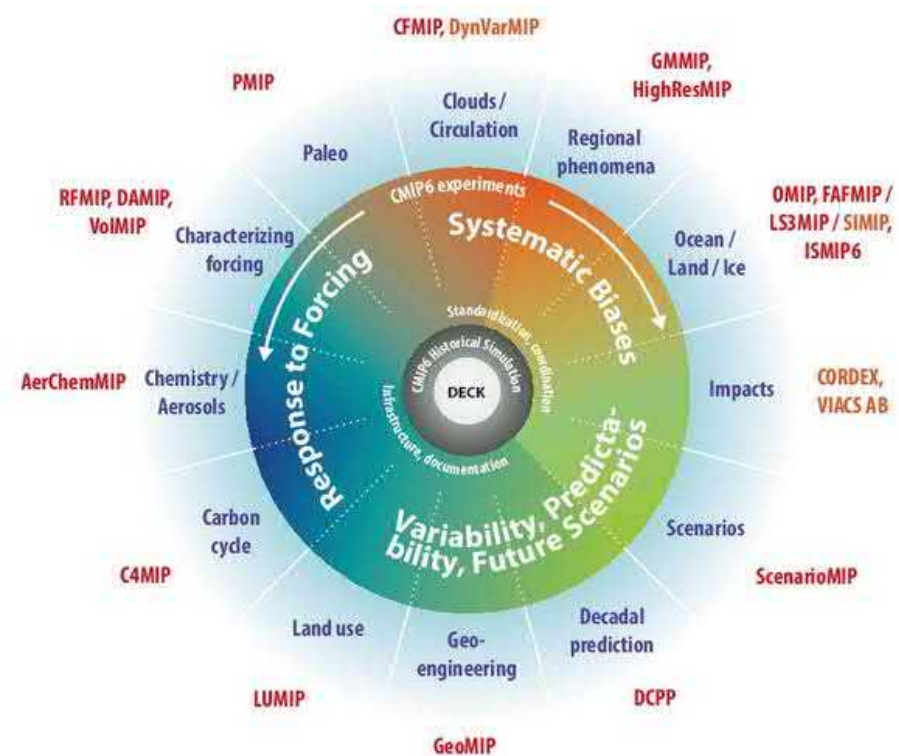 CFMIP, DynVarMIP
GMMIP,
HighResMIP
PMIP
Clouds /
Circulation
Regional
phenomena
Paleo
RFMIP, DAMIP,
VolMIP
Characterizing
forcing
OMIP, FAFMIP /
LS3MIP / SIMIP,
ISMIP6
Ocean /
Land / Ice
CMIP6 experiments
Systematic Biases
Response to Forcing
Standardization, coordination
CMIP6 Historical Simulation
DECK
Infrastructure, documentation
AerChemMIP
Chemistry /
Aerosols
Impacts
CORDEX,
VIACS AB
Variability, Predicta-
bility, Future Scenarios
Carbon
cycle
Scenarios
C4MIP
ScenarioMIP
Land use
Geo-
engineering
Decadal
prediction
LUMIP
DCPP
GeoMIP